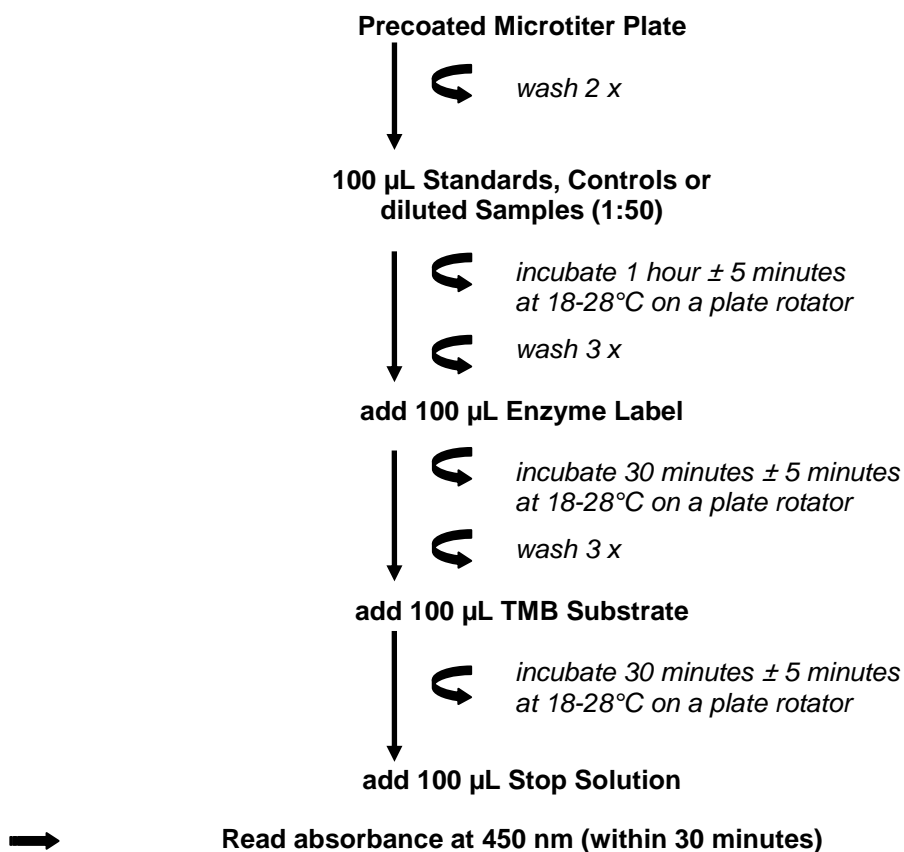 Precoated Microtiter Plate
wash 2 x
100 µL Standards, Controls or
diluted Samples (1:50)
incubate 1 hour ± 5 minutes
at 18-28°C on a plate rotator
wash 3 x
add 100 µL Enzyme Label
incubate 30 minutes ± 5 minutes
at 18-28°C on a plate rotator
wash 3 x
add 100 µL TMB Substrate
incubate 30 minutes ± 5 minutes
at 18-28°C on a plate rotator
add 100 µL Stop Solution
Read absorbance at 450 nm (within 30 minutes)